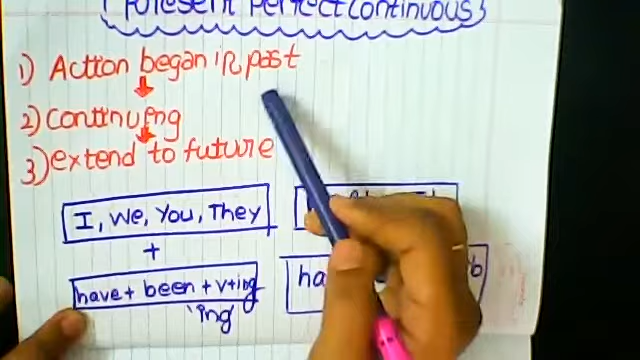 Present Perfect Continuous
1) Action began in past
2) Continuing
3) extend to future
I, We, You, They
+
have + been + v+ing
'ing'